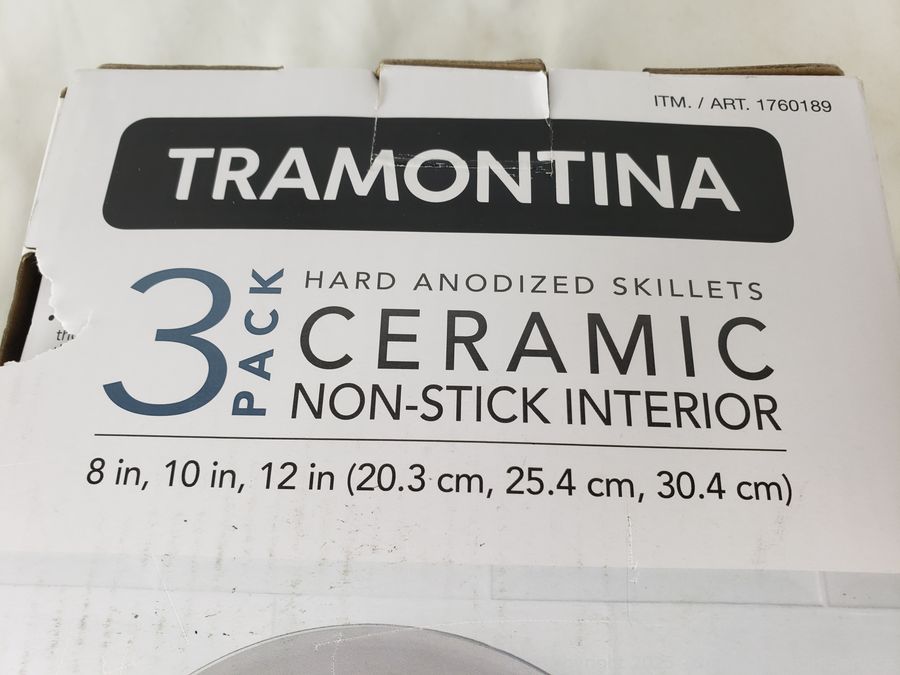 ITM. / ART. 1760189
TRAMONTINA
3 PACK
HARD ANODIZED SKILLETS
CERAMIC
NON-STICK INTERIOR
8 in, 10 in, 12 in (20.3 cm, 25.4 cm, 30.4 cm)